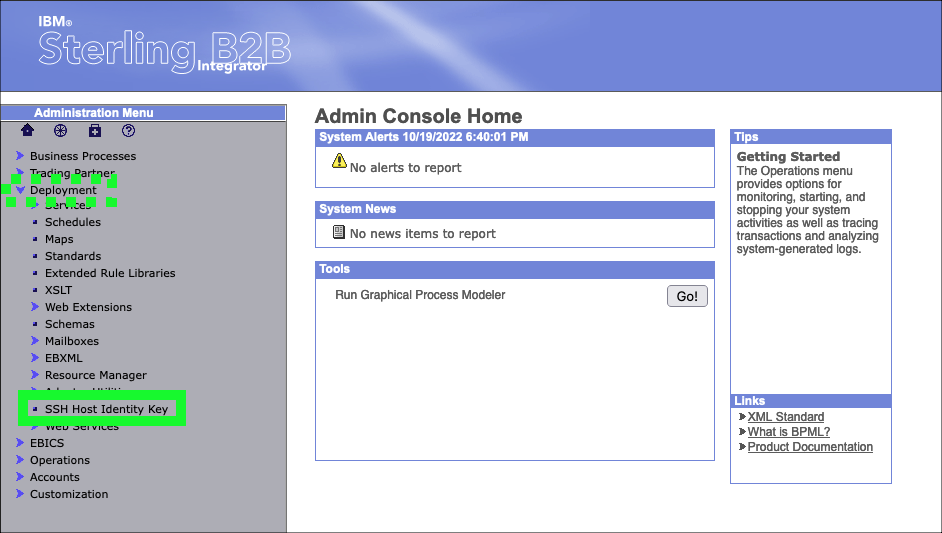 IBM®
Sterling B2B
Integrator
Administration Menu
Business Processes
Trading Partner
Deployment
Services
Schedules
Maps
Standards
Extended Rule Libraries
XSLT
Web Extensions
Schemas
Mailboxes
EBXML
Resource Manager
Adapter Utilities
SSH Host Identity Key
Web Services
EBICS
Operations
Accounts
Customization
Admin Console Home
System Alerts 10/19/2022 6:40:01 PM
No alerts to report
System News
No news items to report
Tools
Run Graphical Process Modeler
Go!
Tips
Getting Started
The Operations menu
provides options for
monitoring, starting, and
stopping your system
activities as well as tracing
transactions and analyzing
system-generated logs.
Links
XML Standard
What is BPML?
Product Documentation